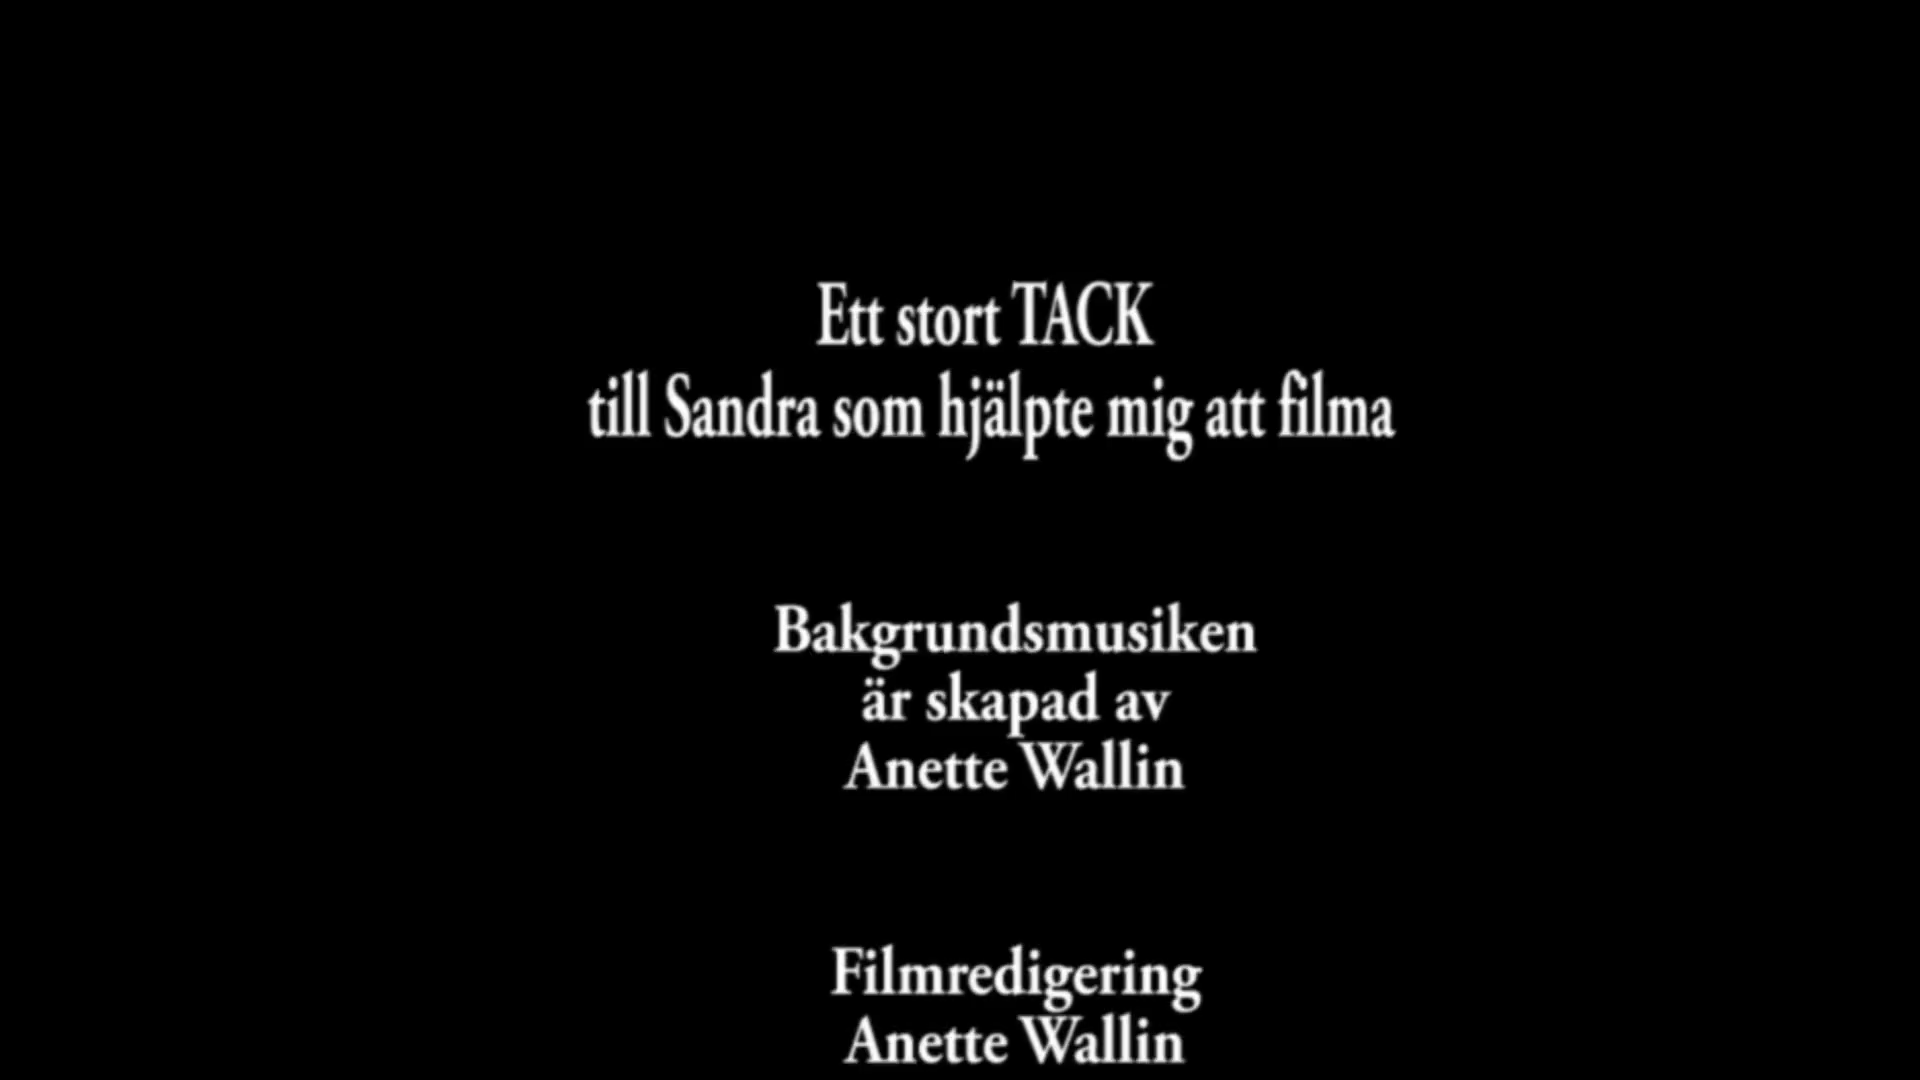 Ett stort TACK
till Sandra som hjälpte mig att filma
Bakgrundsmusiken
är skapad av
Anette Wallin
Filmredigering
Anette Wallin